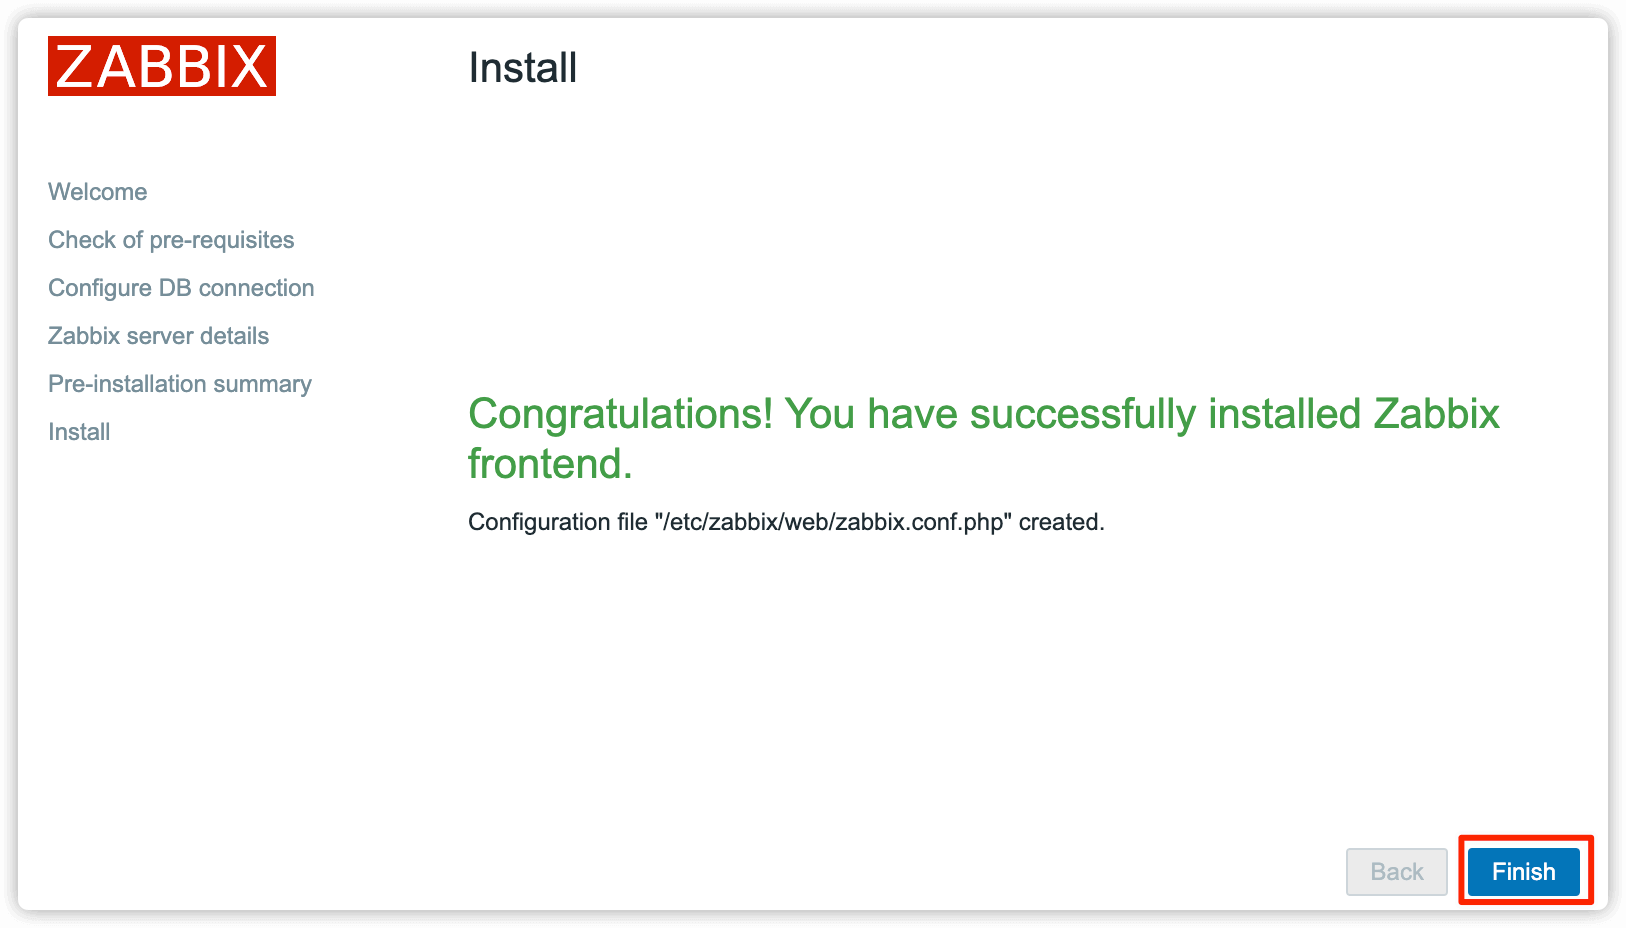 ZABBIX
Install
Welcome
Check of pre-requisites
Configure DB connection
Zabbix server details
Pre-installation summary
Install
Congratulations! You have successfully installed Zabbix
frontend.
Configuration file "/etc/zabbix/web/zabbix.conf.php" created.
Back
Finish